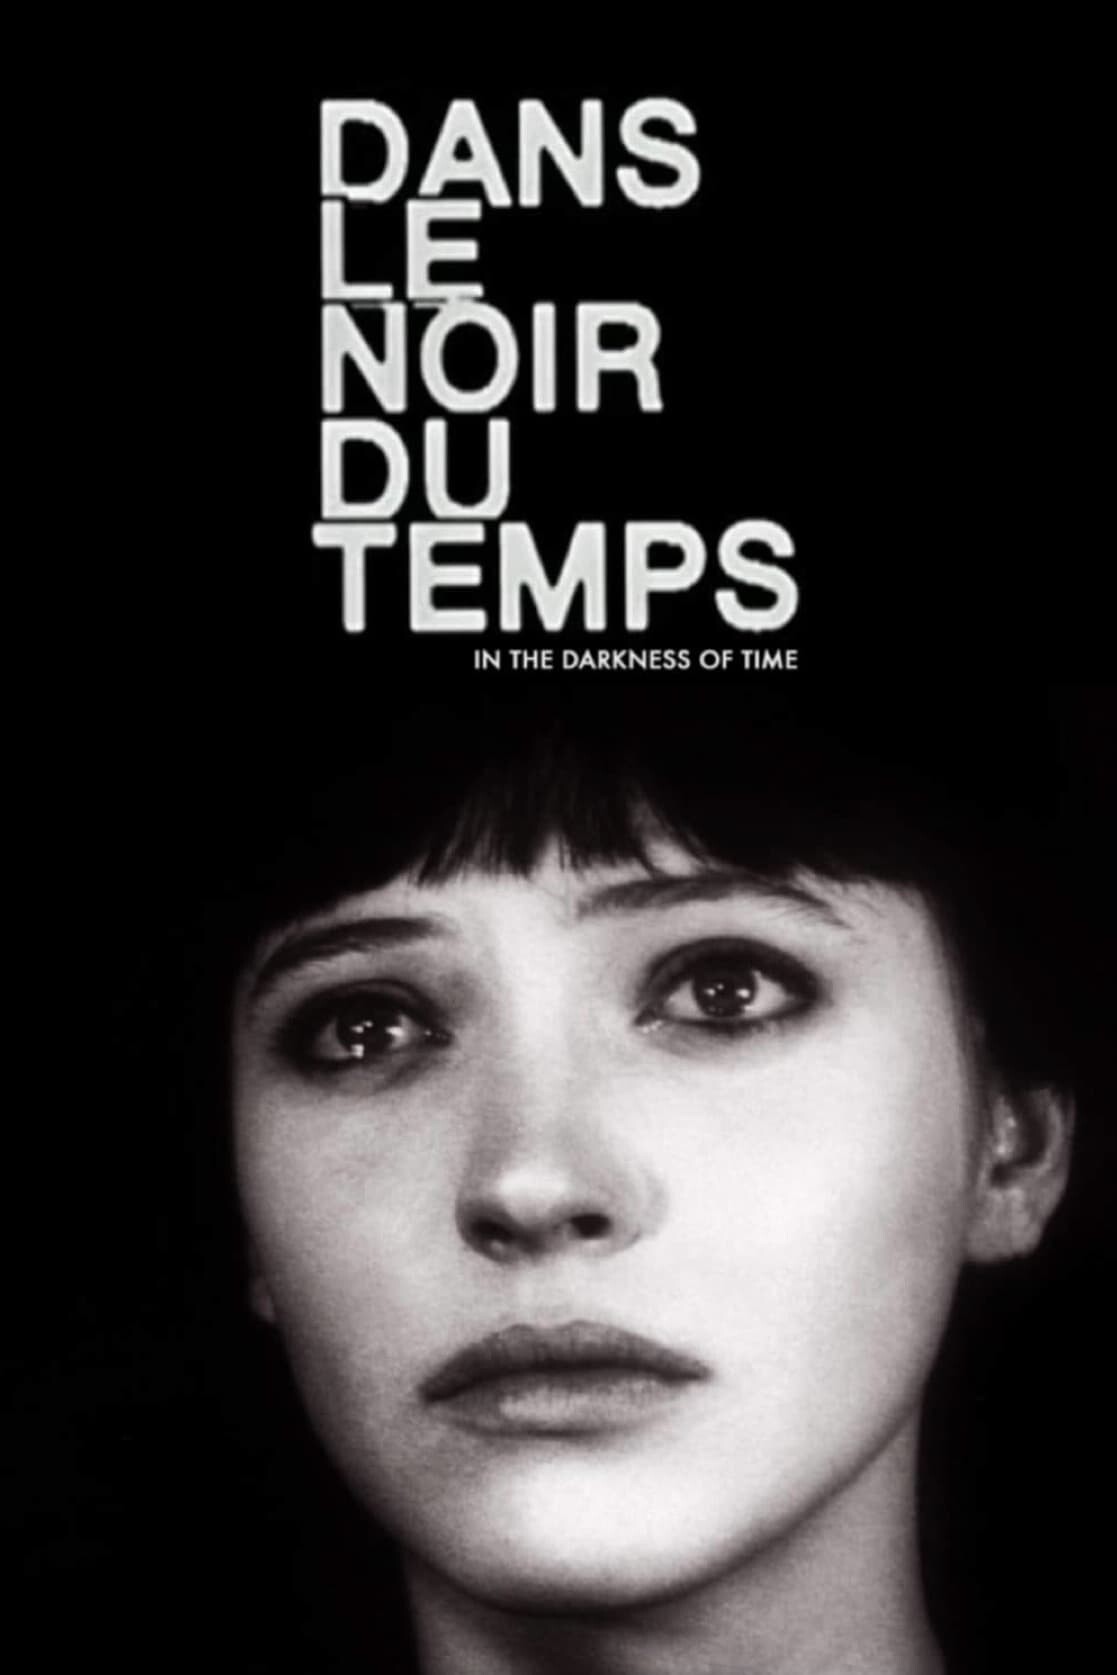 DANS
LE
NOIR
DU
TEMPS
IN THE DARKNESS OF TIME